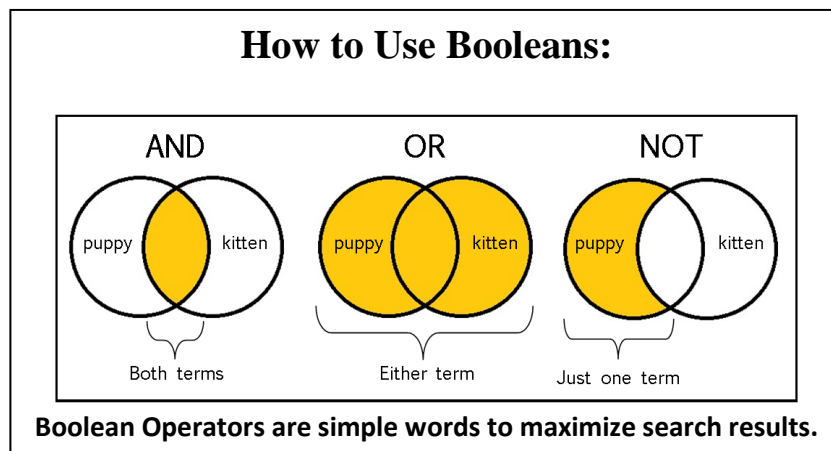 How to Use Booleans:
AND OR NOT
puppy kitten puppy kitten puppy kitten
Both terms Either term Just one term
Boolean Operators are simple words to maximize search results.